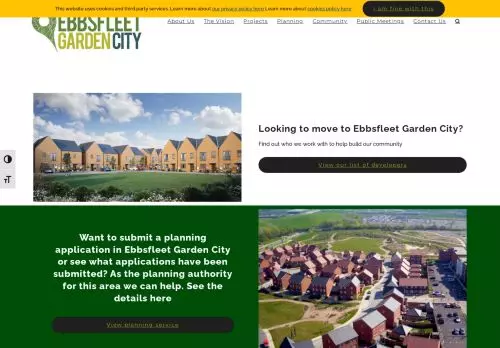 This website uses cookies and third party services. Learn more about our privacy policy here Learn more about cookies policy here
I am fine with this
EBBSFLEET
GARDEN CITY
About Us The Vision Projects Planning Community Public Meetings Contact Us
Looking to move to Ebbsfleet Garden City?
Find out who we work with to help build our community
View our list of developers
Want to submit a planning
application in Ebbsfleet Garden City
or see what applications have been
submitted? As the planning authority
for this area we can help. See the
details here
View planning service